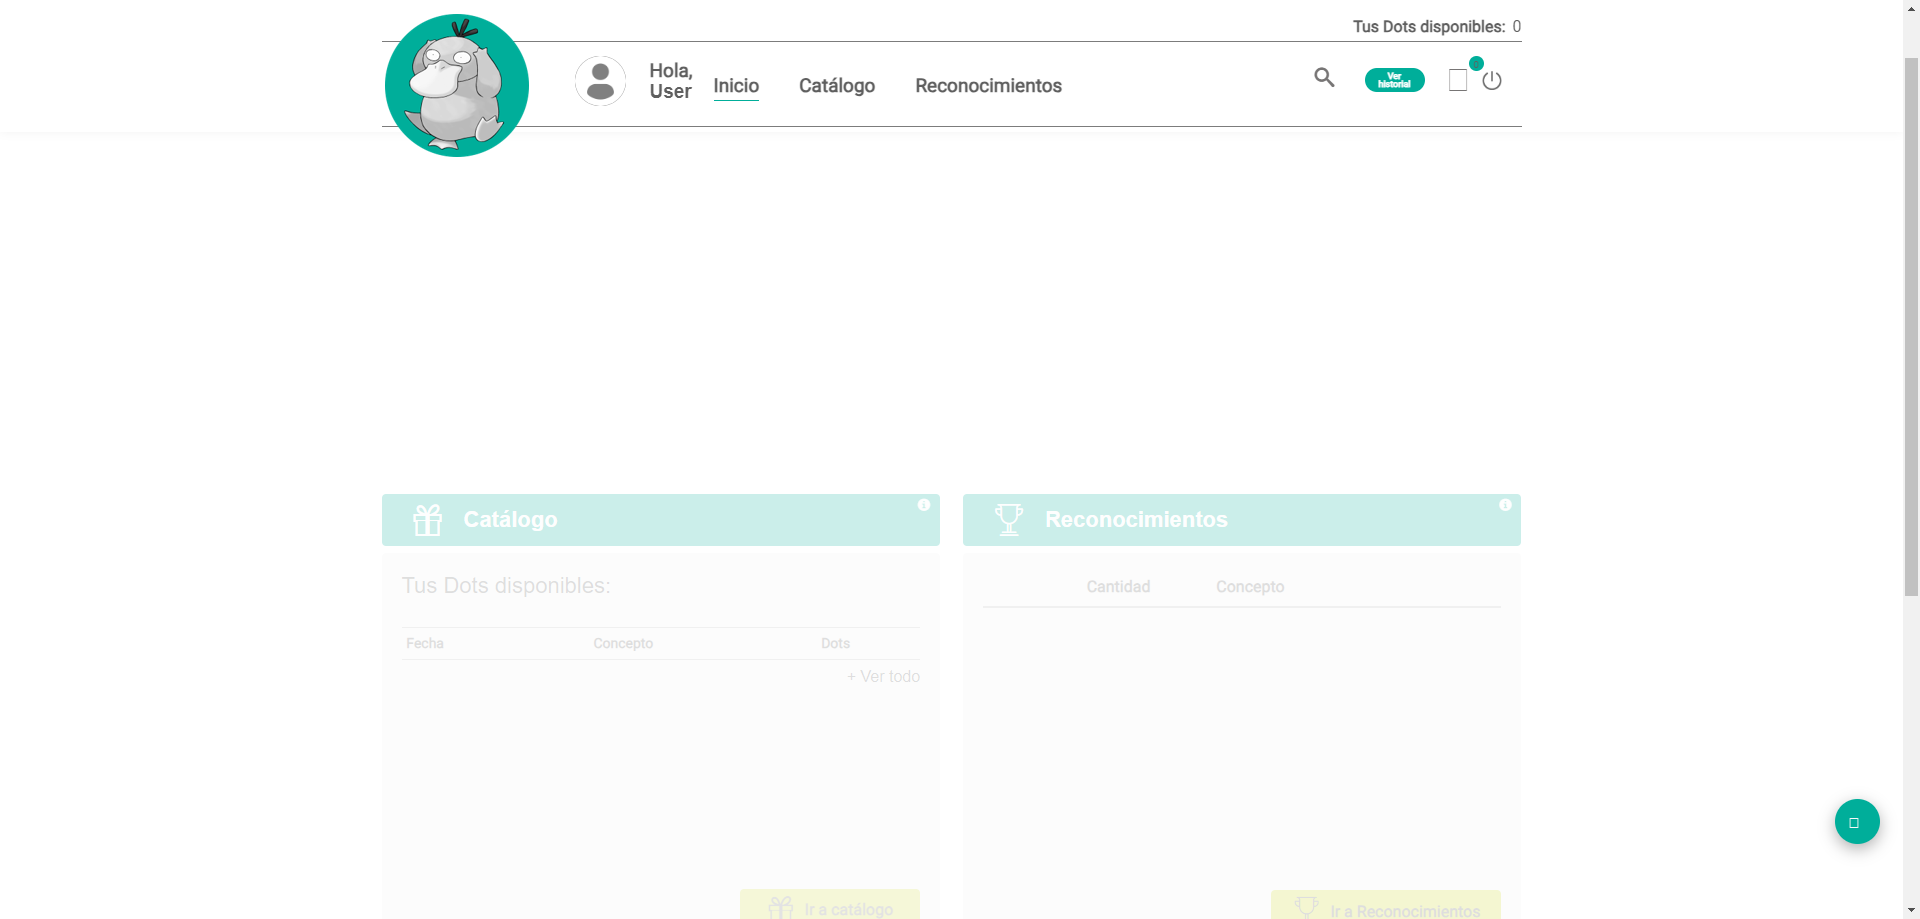 Tus Dots disponibles: 0
Hola,
User
Inicio
Catálogo
Reconocimientos
Ver
historial
Catálogo
Tus Dots disponibles:
Fecha Concepto Dots
+ Ver todo
Ir a catálogo
Reconocimientos
Cantidad Concepto
Ir a Reconocimientos